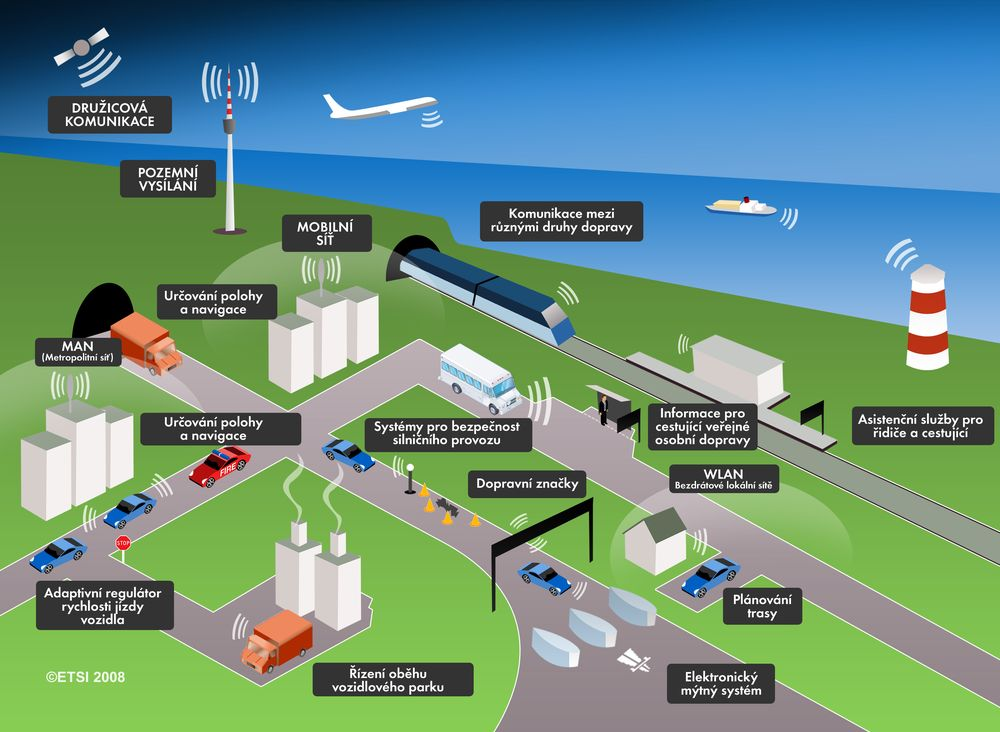 DRUŽICOVÁ
KOMUNIKACE
POZEMNÍ
VYSÍLÁNÍ
MOBILNÍ
SÍŤ
Komunikace mezi
různými druhy dopravy
Určování polohy
a navigace
MAN
(Metropolitní síť)
Určování polohy
a navigace
Systémy pro bezpečnost
silničního provozu
Informace pro
cestující veřejné
osobní dopravy
Asistenční služby pro
řidiče a cestující
FIRE
Dopravní značky
WLAN
Bezdrátové lokální sítě
STOP
Adaptivní regulátor
rychlosti jízdy
vozidla
Plánování
trasy
Řízení oběhu
vozidlového parku
Elektronický
mýtný systém
©ETSI 2008